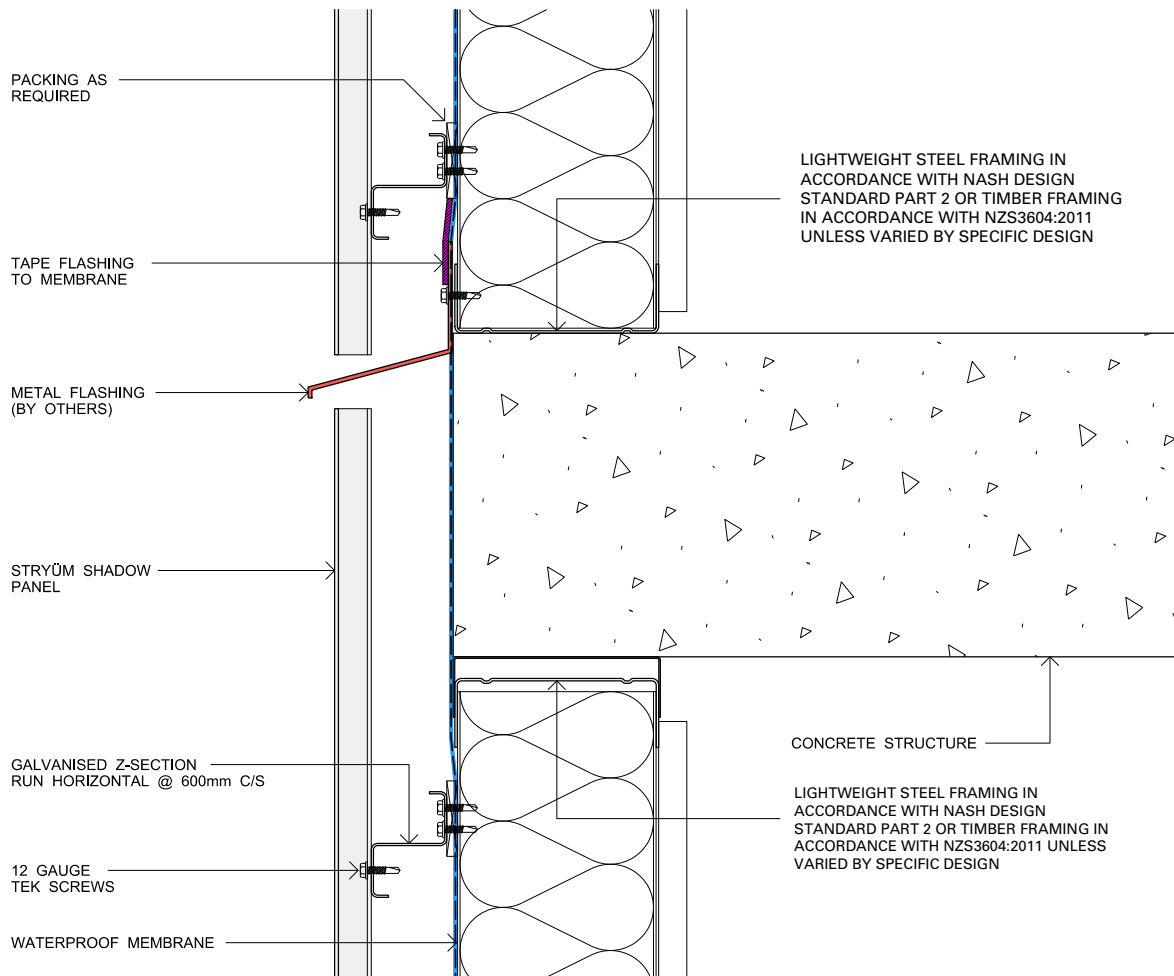 PACKING AS
REQUIRED
LIGHTWEIGHT STEEL FRAMING IN
ACCORDANCE WITH NASH DESIGN
STANDARD PART 2 OR TIMBER FRAMING
IN ACCORDANCE WITH NZS3604:2011
UNLESS VARIED BY SPECIFIC DESIGN
TAPE FLASHING
TO MEMBRANE
METAL FLASHING
(BY OTHERS)
STRYÜM SHADOW
PANEL
CONCRETE STRUCTURE
GALVANISED Z-SECTION
RUN HORIZONTAL @ 600mm C/S
LIGHTWEIGHT STEEL FRAMING IN
ACCORDANCE WITH NASH DESIGN
STANDARD PART 2 OR TIMBER FRAMING IN
ACCORDANCE WITH NZS3604:2011 UNLESS
VARIED BY SPECIFIC DESIGN
12 GAUGE
TEK SCREWS
WATERPROOF MEMBRANE